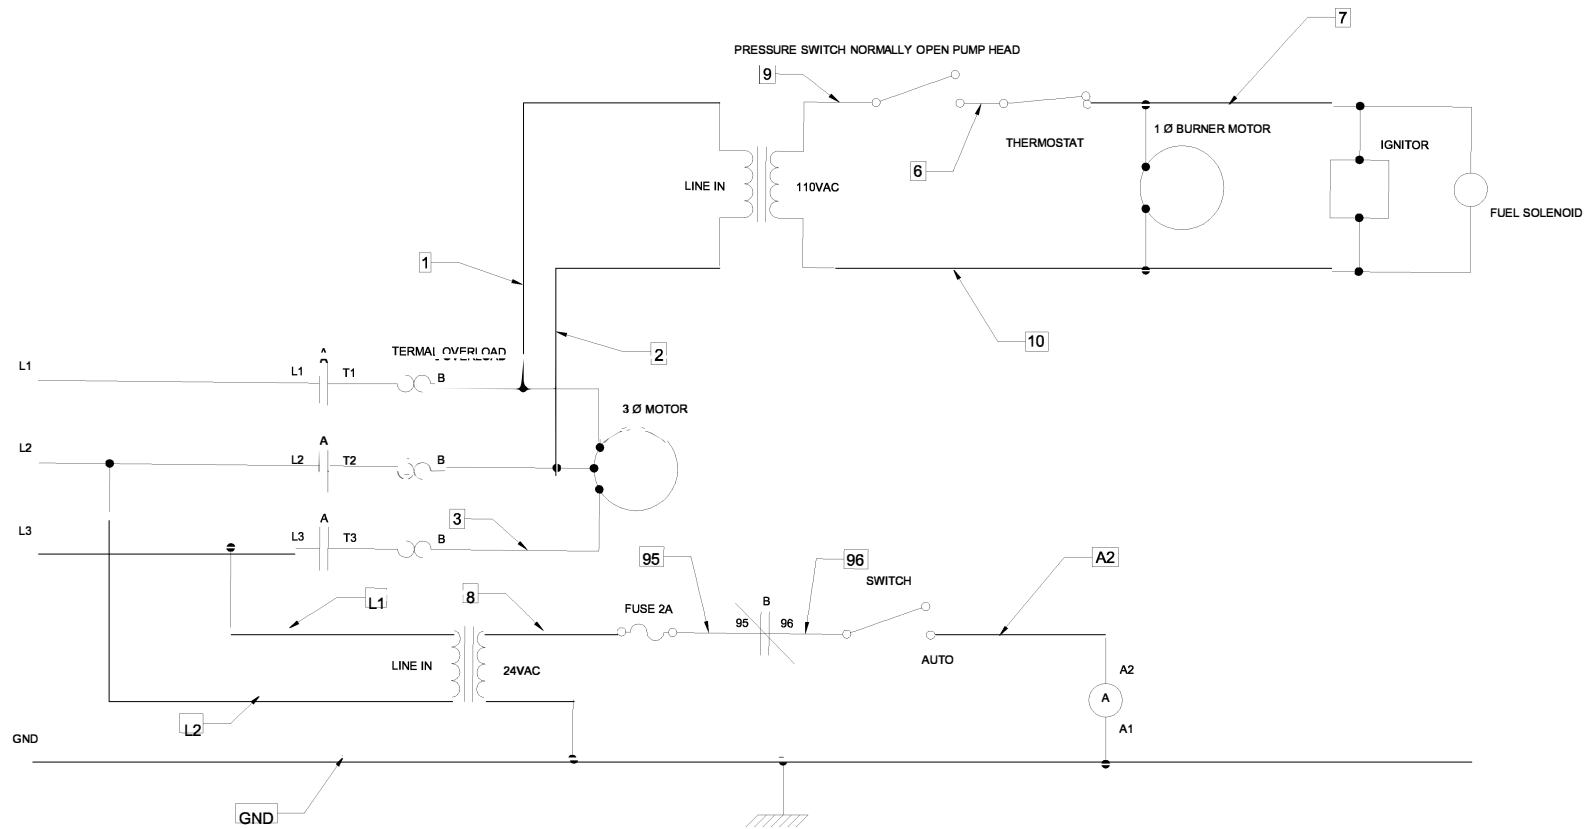 7
PRESSURE SWITCH NORMALLY OPEN PUMP HEAD
9
1 Ø BURNER MOTOR
THERMOSTAT
IGNITOR
6
LINE IN
110VAC
FUEL SOLENOID
1
10
2
TERMAL OVERLOAD
A
L1
L1
T1
B
3 Ø MOTOR
A
L2
L2
T2
B
A
3
L3
L3
T3
B
95
96
A2
SWITCH
L1
8
FUSE 2A
B
95
96
LINE IN
24VAC
AUTO
A2
A
L2
A1
GND
GND